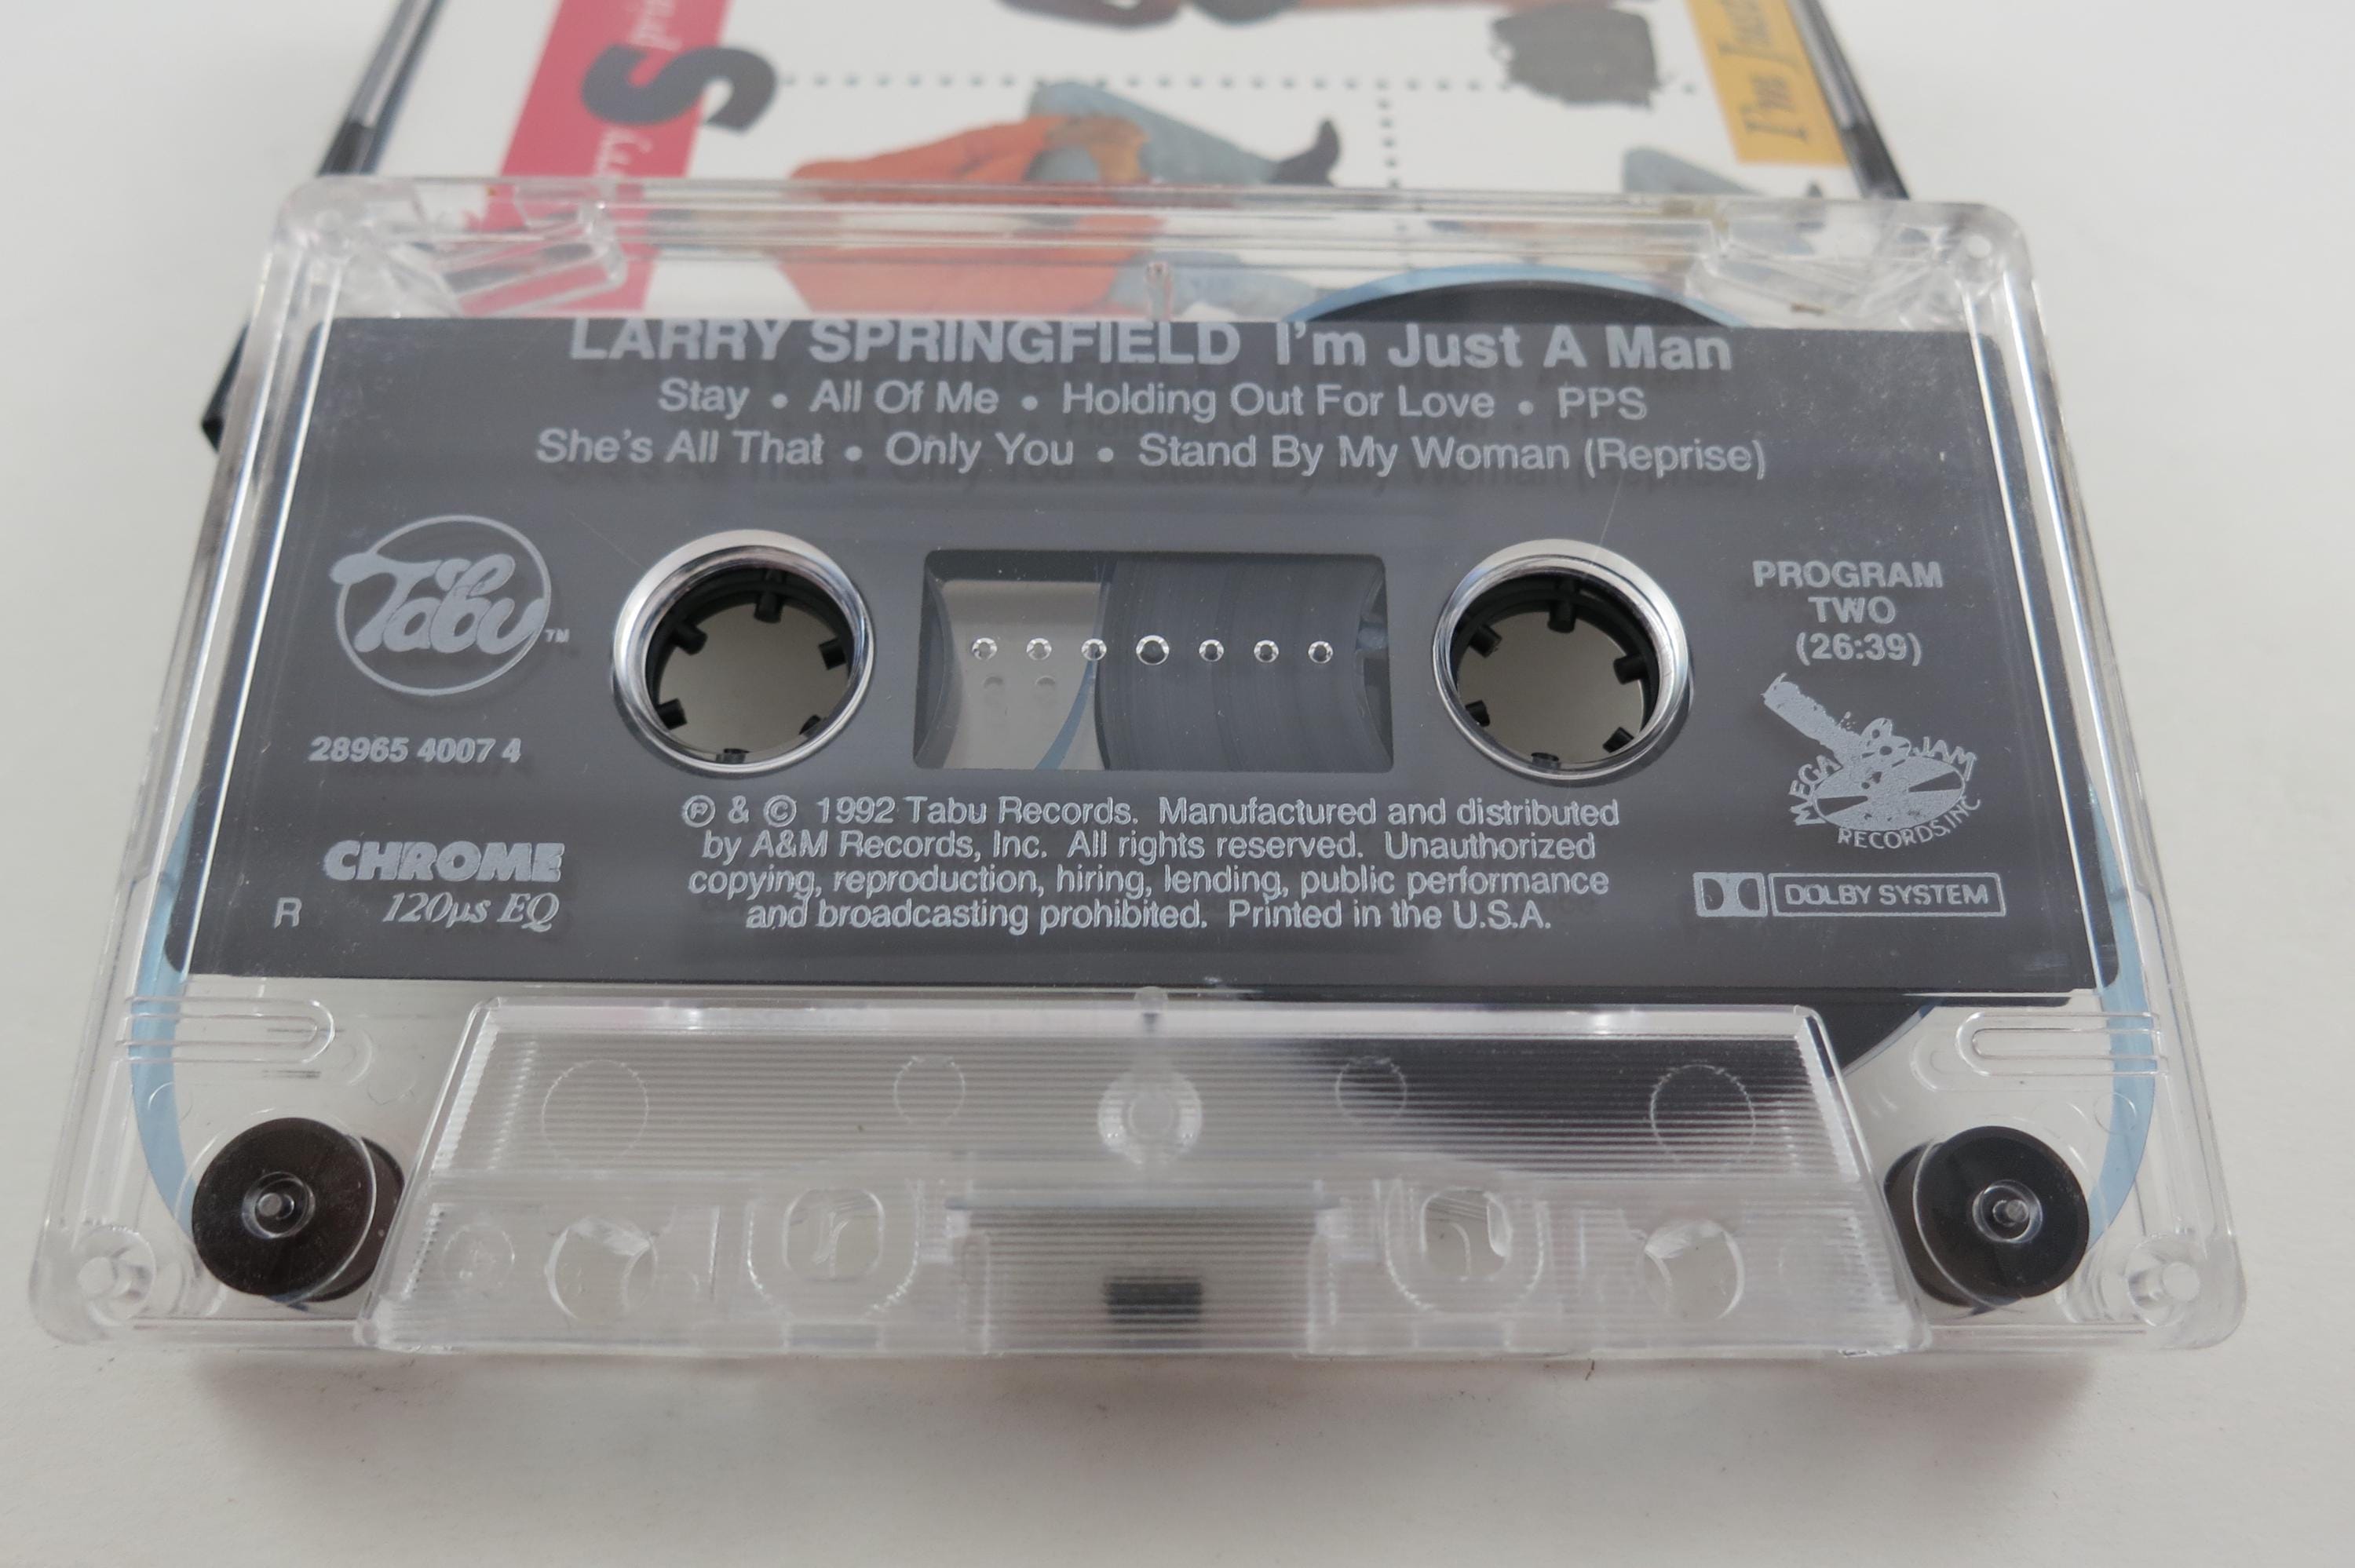 S
I'm Just
LARRY SPRINGFIELD I'm Just A Man
Stay • All Of Me • Holding Out For Love • PPS
She's All That • Only You • Stand By My Woman (Reprise)
Tabu TM
28965 4007 4
PROGRAM
TWO
(26:39)
MEGA JAM
RECORDS, INC
℗ & © 1992 Tabu Records. Manufactured and distributed
by A&M Records, Inc. All rights reserved. Unauthorized
copying, reproduction, hiring, lending, public performance
and broadcasting prohibited. Printed in the U.S.A.
CHROME
R 120µs EQ
DOLBY SYSTEM